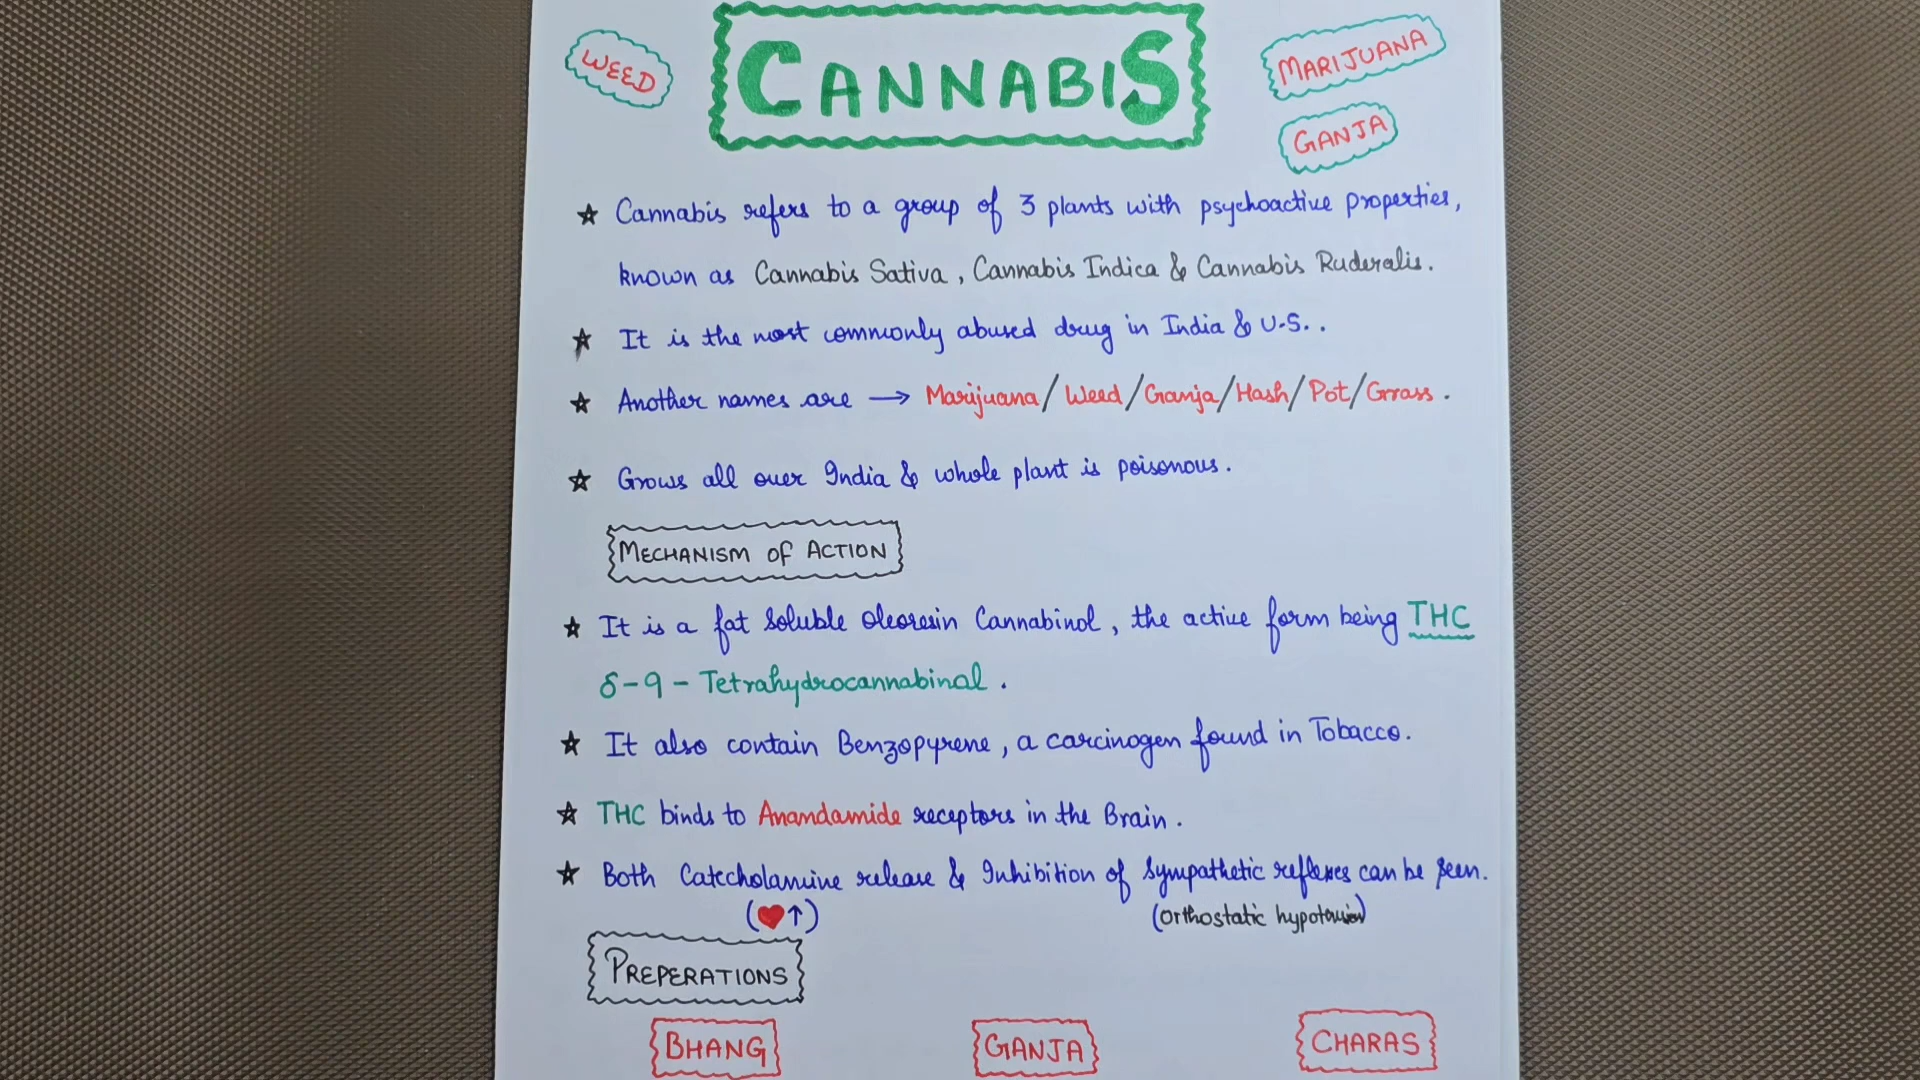 WEED
CANNABIS
MARIJUANA
GANJA
Cannabis refers to a group of 3 plants with psychoactive properties,
known as Cannabis Sativa, Cannabis Indica & Cannabis Ruderalis.
It is the most commonly abused drug in India & U.S..
Another names are → Marijuana/Weed/Ganja/Hash/Pot/Grass.
Grows all over India & whole plant is poisonous.
MECHANISM OF ACTION
It is a fat soluble oleoresin Cannabinol, the active form being THC
δ-9-Tetrahydrocannabinal.
It also contain Benzopyrene, a carcinogen found in Tobacco.
THC binds to Anandamide receptors in the Brain.
Both Catecholamine release & Inhibition of sympathetic reflexes can be seen.
(❤↑) (orthostatic hypotension)
PREPERATIONS
BHANG GANJA CHARAS